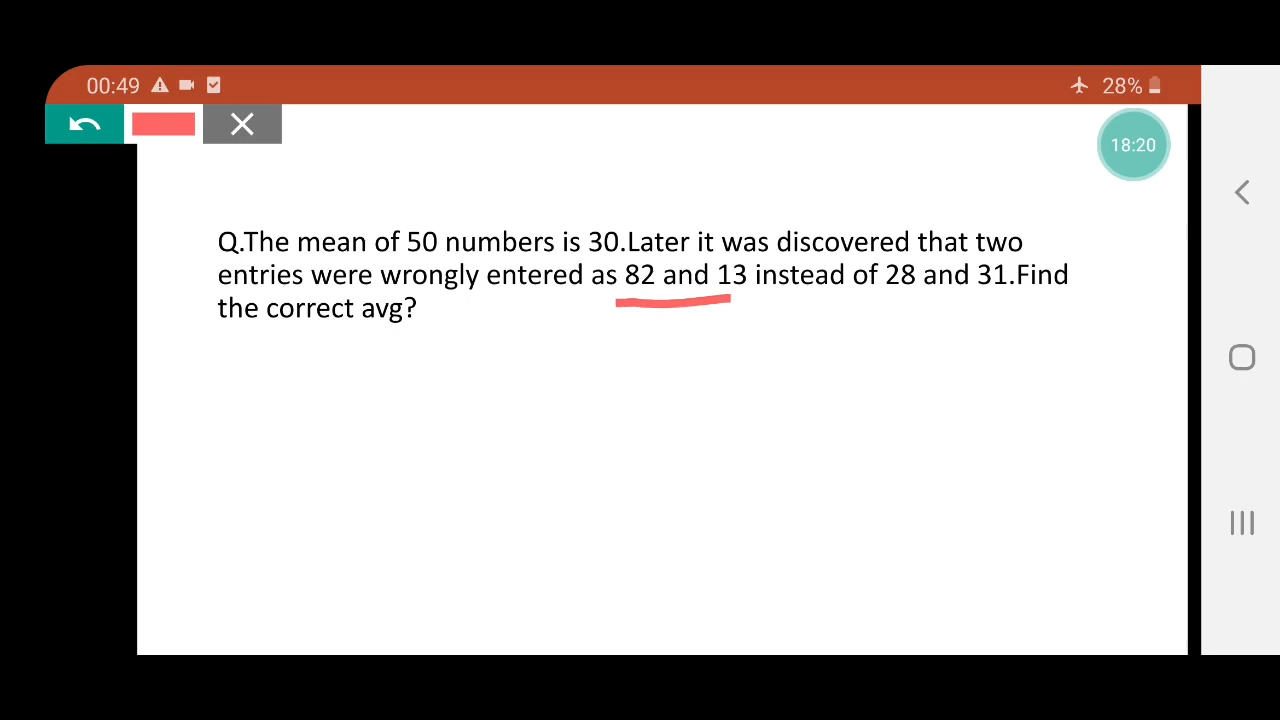 00:49
28%
18:20
Q.The mean of 50 numbers is 30.Later it was discovered that two
entries were wrongly entered as 82 and 13 instead of 28 and 31.Find
the correct avg?